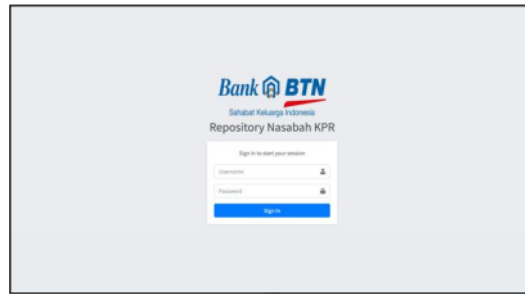 Bank BTN
Sahabat Keluarga Indonesia
Repository Nasabah KPR
Sign in to start your session
Username
Password
Sign In